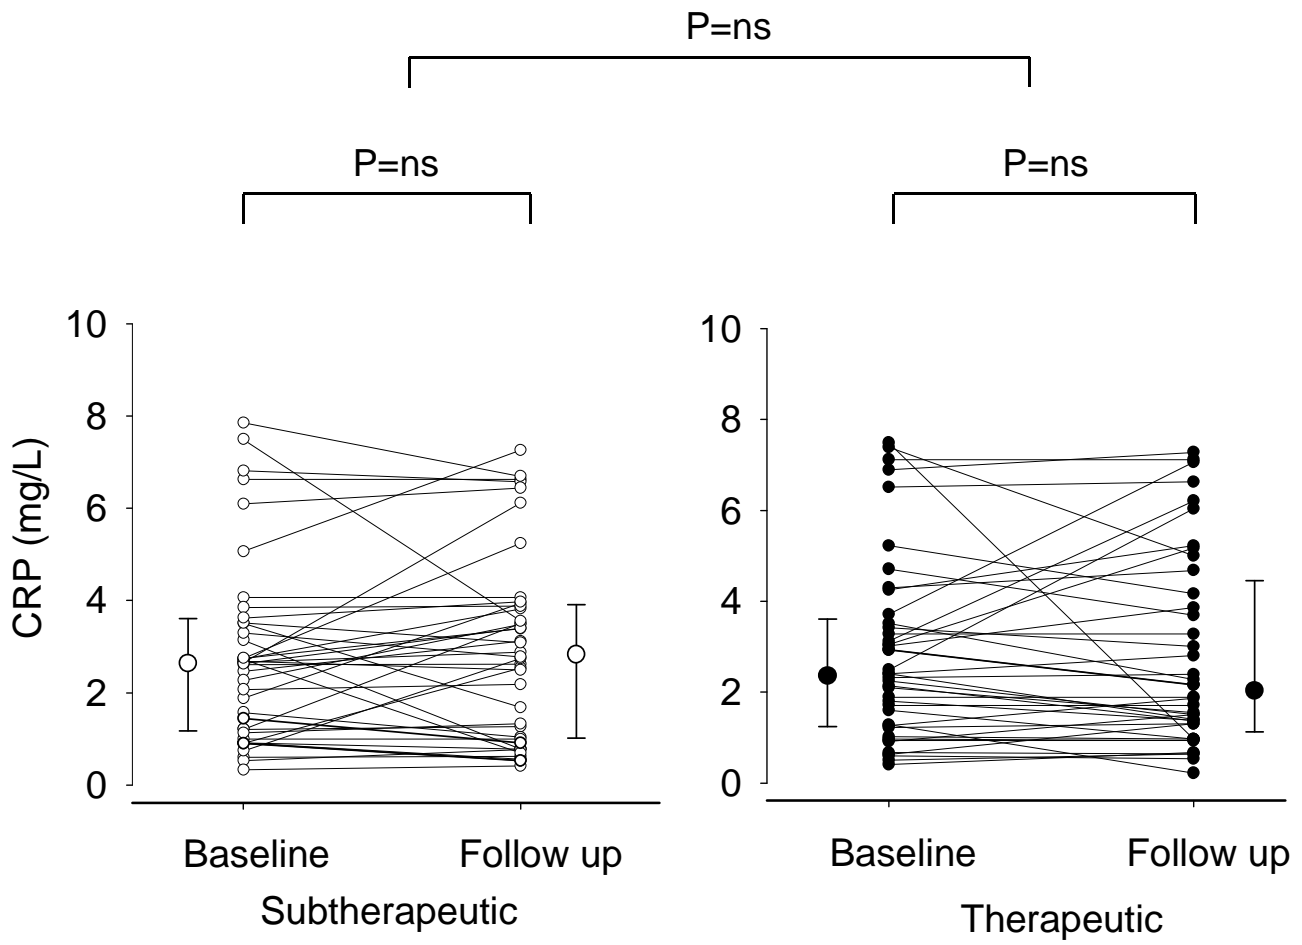 P=ns
P=ns
P=ns
CRP (mg/L)
10
8
6
4
2
0
10
8
6
4
2
0
Baseline
Follow up
Baseline
Follow up
Subtherapeutic
Therapeutic